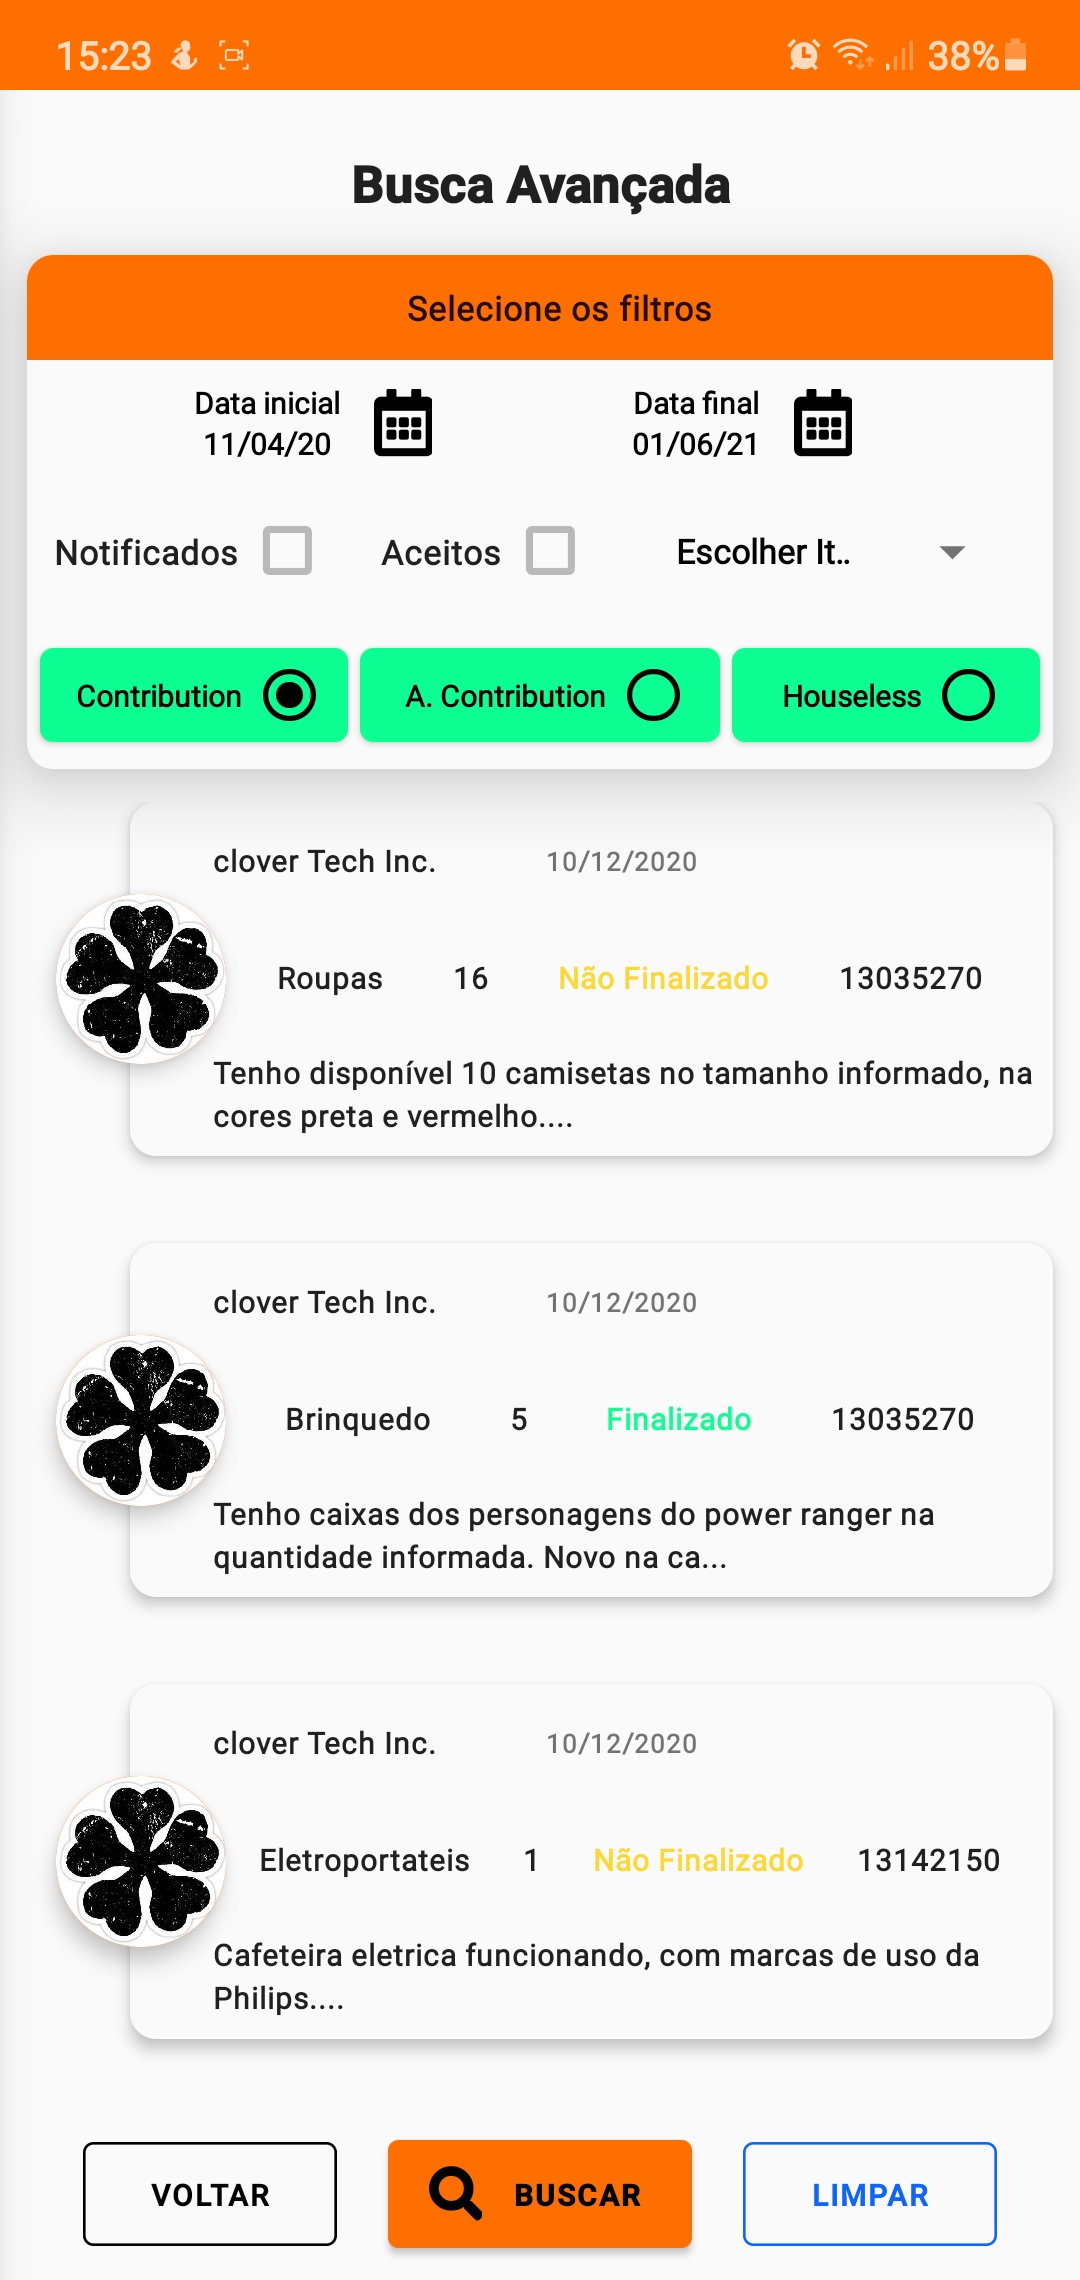 15:23
38%
Busca Avançada
Selecione os filtros
Data inicial
11/04/20
Data final
01/06/21
Notificados
Aceitos
Escolher It..
Contribution
A. Contribution
Houseless
clover Tech Inc. 10/12/2020
Roupas 16 Não Finalizado 13035270
Tenho disponível 10 camisetas no tamanho informado, na
cores preta e vermelho....
clover Tech Inc. 10/12/2020
Brinquedo 5 Finalizado 13035270
Tenho caixas dos personagens do power ranger na
quantidade informada. Novo na ca...
clover Tech Inc. 10/12/2020
Eletroportateis 1 Não Finalizado 13142150
Cafeteira eletrica funcionando, com marcas de uso da
Philips....
VOLTAR
BUSCAR
LIMPAR